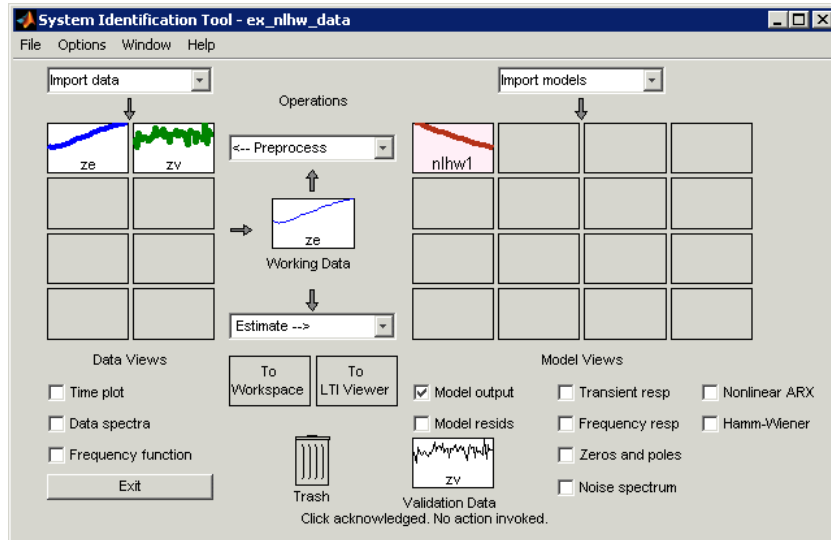 System Identification Tool - ex_nlhw_data
File Options Window Help
Import data
Import models
Operations
ze
zv
<-- Preprocess
nlhw1
ze
Working Data
Estimate -->
Data Views
Model Views
To Workspace
To LTI Viewer
Time plot
Model output
Transient resp
Nonlinear ARX
Data spectra
Model resids
Frequency resp
Hamm-Wiener
Frequency function
Zeros and poles
zv
Exit
Noise spectrum
Trash
Validation Data
Click acknowledged. No action invoked.